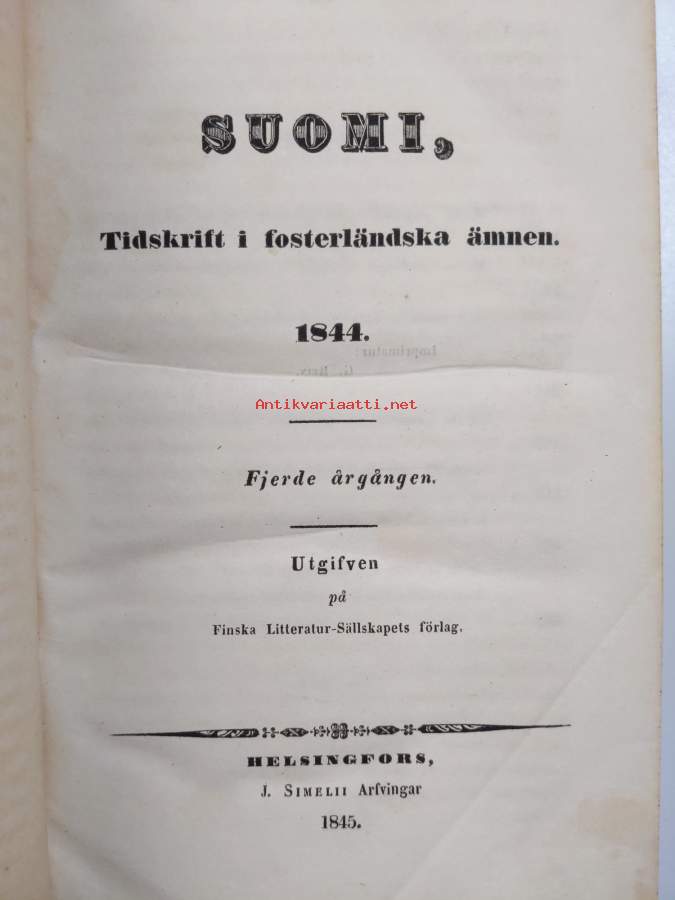 SUOMI,
Tidskrift i fosterländska ämnen.
1844.
Imprimatur:
Antikvariaatti.net
Fjerde årgången.
Utgifven
på
Finska Litteratur-Sällskapets förlag.
HELSINGFORS,
J. SIMELII Arfvingar
1845.